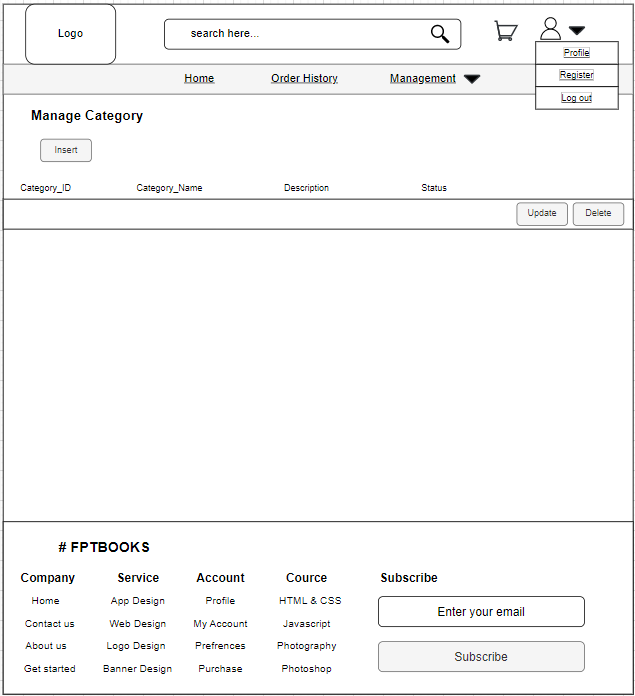 Logo
search here...
Profile
Register
Log out
Home Order History Management
Manage Category
Insert
Category_ID Category_Name Description Status
Update Delete
# FPTBOOKS
Company Service Account Cource Subscribe
Home App Design Profile HTML & CSS
Enter your email
Contact us Web Design My Account Javascript
About us Logo Design Prefrences Photography
Subscribe
Get started Banner Design Purchase Photoshop